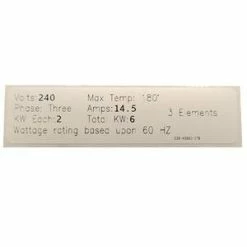 Volts: 240 Max Temp: 180°
Phase: Three Amps: 14.5 3 Elements
KW Each: 2 Total KW: 6
Wattage rating based upon 60 HZ